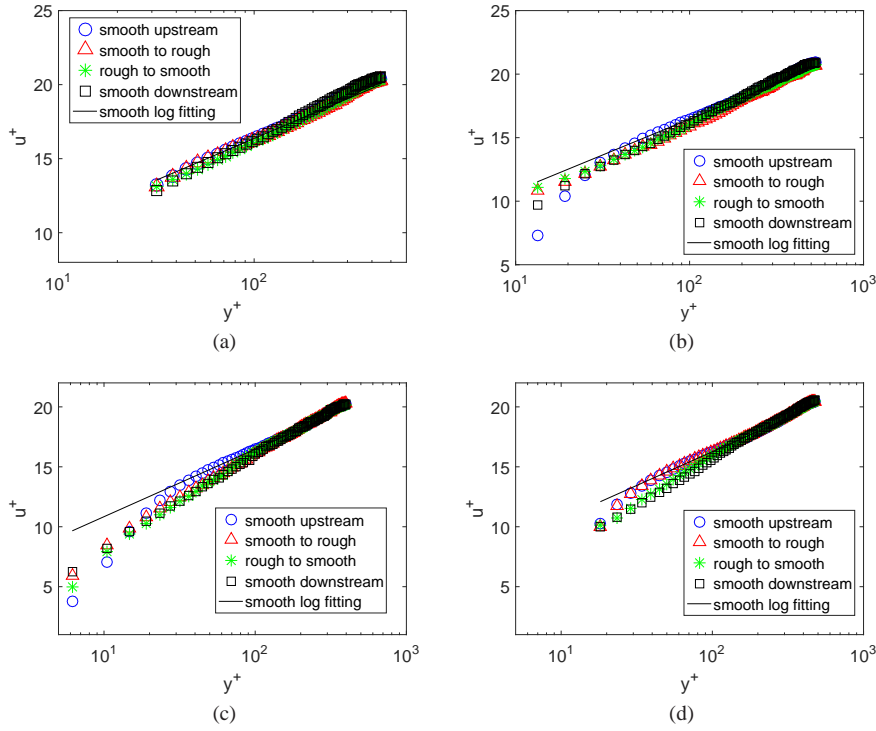 25
20
15
10
10^1
10^2
u^+
y^+
smooth upstream
smooth to rough
rough to smooth
smooth downstream
smooth log fitting
(a)
25
20
15
10
5
10^1
10^2
10^3
u^+
y^+
smooth upstream
smooth to rough
rough to smooth
smooth downstream
smooth log fitting
(b)
20
15
10
5
10^1
10^2
10^3
u^+
y^+
smooth upstream
smooth to rough
rough to smooth
smooth downstream
smooth log fitting
(c)
20
15
10
5
10^1
10^2
10^3
u^+
y^+
smooth upstream
smooth to rough
rough to smooth
smooth downstream
smooth log fitting
(d)